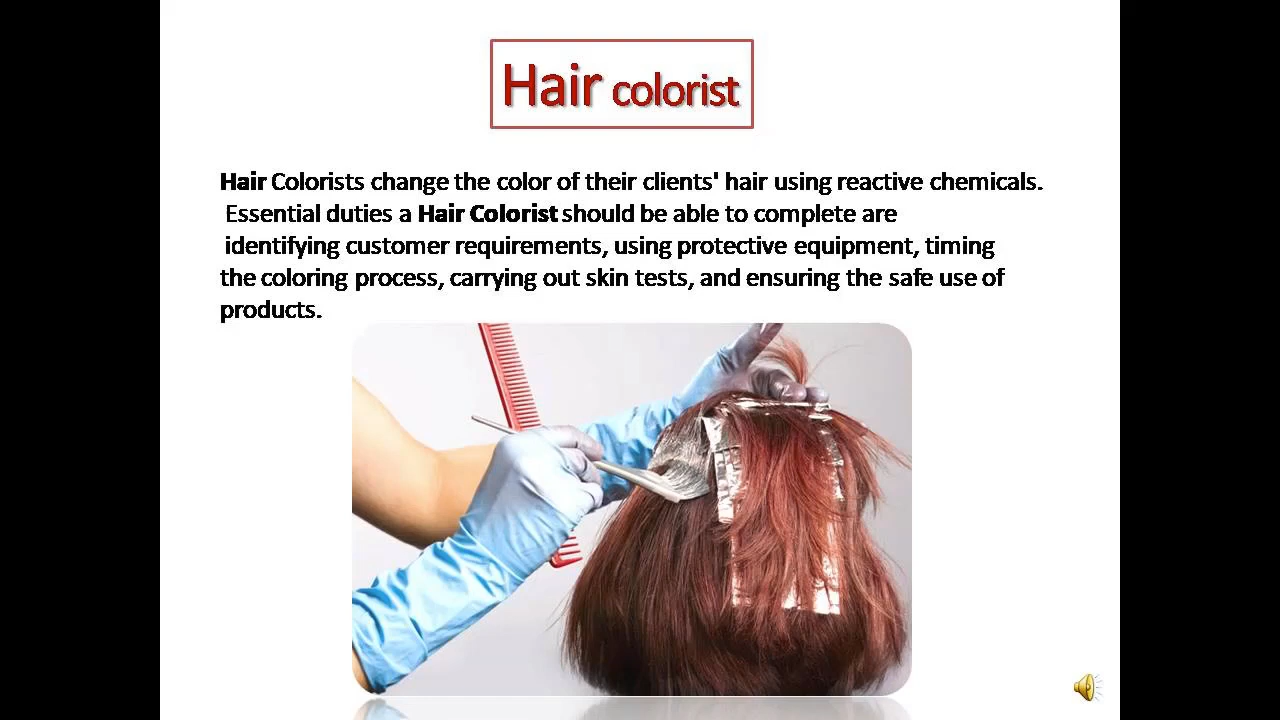 Hair colorist
Hair Colorists change the color of their clients' hair using reactive chemicals.
Essential duties a Hair Colorist should be able to complete are
identifying customer requirements, using protective equipment, timing
the coloring process, carrying out skin tests, and ensuring the safe use of
products.